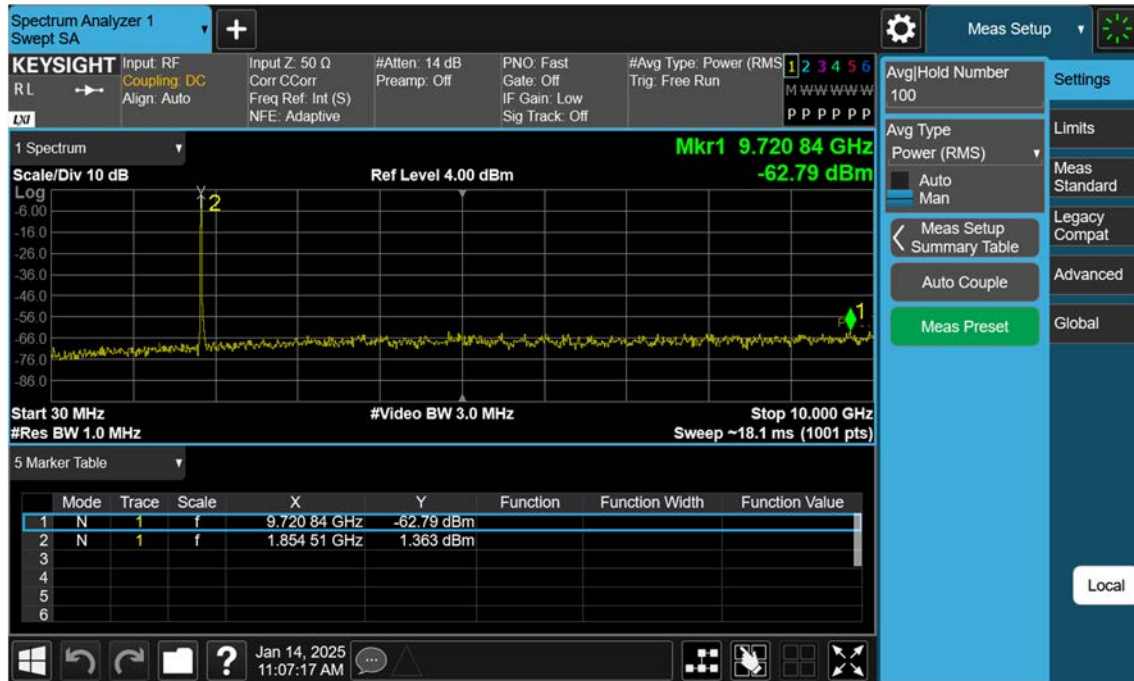 Spectrum Analyzer 1
Swept SA
+
Meas Setup
KEYSIGHT
RL
LXI
Input: RF
Coupling: DC
Align: Auto
Input Z: 50 Ω
Corr CCorr
Freq Ref: Int (S)
NFE: Adaptive
#Atten: 14 dB
Preamp: Off
PNO: Fast
Gate: Off
IF Gain: Low
Sig Track: Off
#Avg Type: Power (RMS
Trig: Free Run
1 2 3 4 5 6
M W W W W W
P P P P P P
1 Spectrum
Mkr1 9.720 84 GHz
-62.79 dBm
Scale/Div 10 dB
Ref Level 4.00 dBm
Log
-6.00
-16.0
-26.0
-36.0
-46.0
-56.0
-66.0
-76.0
-86.0
2
1
Start 30 MHz
#Video BW 3.0 MHz
Stop 10.000 GHz
#Res BW 1.0 MHz
Sweep ~18.1 ms (1001 pts)
5 Marker Table
Mode Trace Scale X Y Function Function Width Function Value
1 N 1 f 9.720 84 GHz -62.79 dBm
2 N 1 f 1.854 51 GHz 1.363 dBm
3
4
5
6
Avg|Hold Number
100
Avg Type
Power (RMS)
Auto
Man
Meas Setup
Summary Table
Auto Couple
Meas Preset
Settings
Limits
Meas
Standard
Legacy
Compat
Advanced
Global
Local
?
Jan 14, 2025
11:07:17 AM